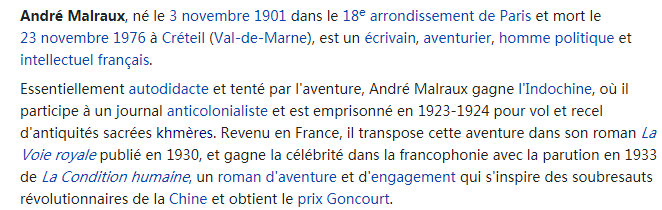 André Malraux, né le 3 novembre 1901 dans le 18e arrondissement de Paris et mort le
23 novembre 1976 à Créteil (Val-de-Marne), est un écrivain, aventurier, homme politique et
intellectuel français.
Essentiellement autodidacte et tenté par l'aventure, André Malraux gagne l'Indochine, où il
participe à un journal anticolonialiste et est emprisonné en 1923-1924 pour vol et recel
d'antiquités sacrées khmères. Revenu en France, il transpose cette aventure dans son roman La
Voie royale publié en 1930, et gagne la célébrité dans la francophonie avec la parution en 1933
de La Condition humaine, un roman d'aventure et d'engagement qui s'inspire des soubresauts
révolutionnaires de la Chine et obtient le prix Goncourt.